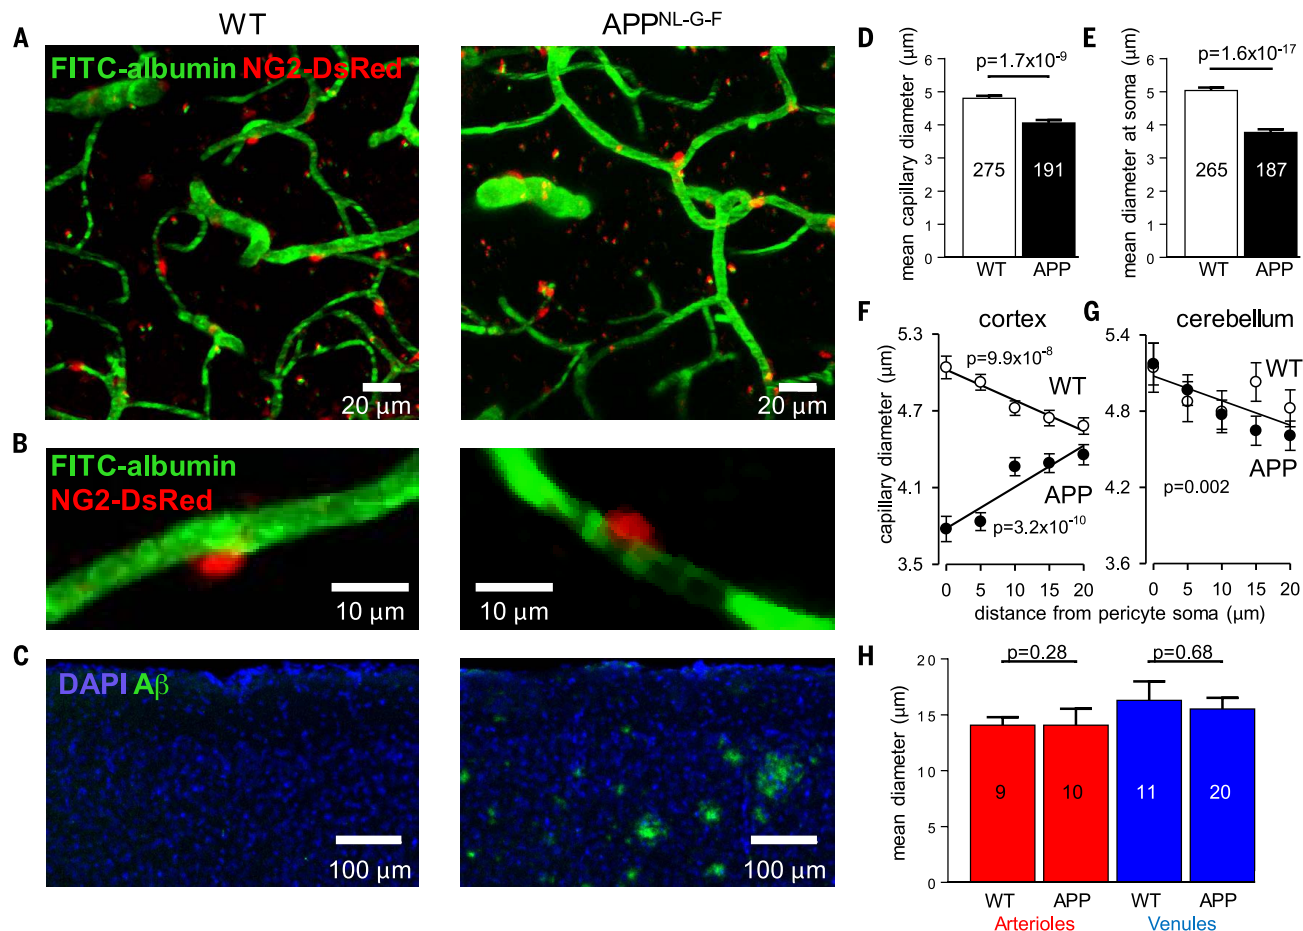 WT
APP^NL-G-F
A
FITC-albumin NG2-DsRed
20 µm
20 µm
B
FITC-albumin
NG2-DsRed
10 µm
10 µm
C
DAPI Aβ
100 µm
100 µm
D
mean capillary diameter (µm)
6
5
4
3
2
1
0
p=1.7x10^-9
275
191
WT
APP
E
mean diameter at soma (µm)
6
5
4
3
2
1
0
p=1.6x10^-17
265
187
WT
APP
F
cortex
capillary diameter (µm)
5.3
4.7
4.1
3.5
p=9.9x10^-8
WT
APP
p=3.2x10^-10
0 5 10 15 20
G
cerebellum
5.4
4.8
4.2
3.6
WT
APP
p=0.002
0 5 10 15 20
distance from pericyte soma (µm)
H
mean diameter (µm)
20
15
10
5
0
p=0.28
p=0.68
9
10
11
20
WT APP WT APP
Arterioles Venules